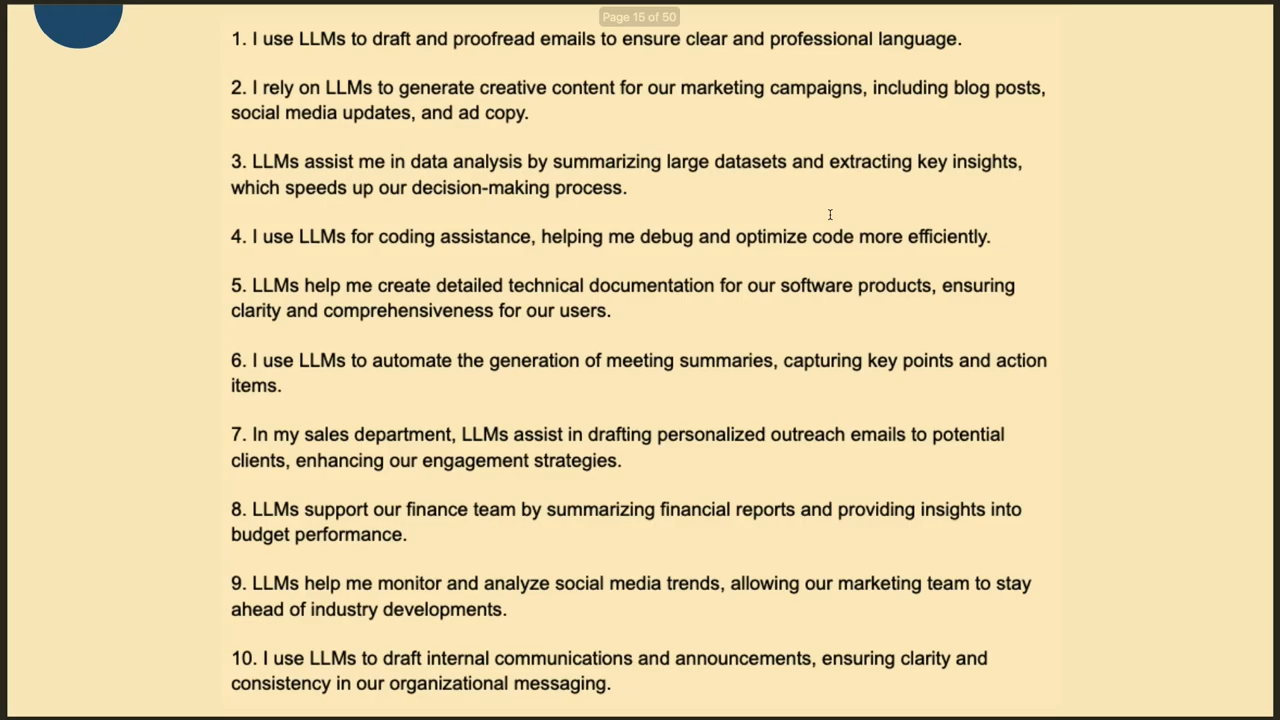 Page 15 of 50
1. I use LLMs to draft and proofread emails to ensure clear and professional language.
2. I rely on LLMs to generate creative content for our marketing campaigns, including blog posts,
social media updates, and ad copy.
3. LLMs assist me in data analysis by summarizing large datasets and extracting key insights,
which speeds up our decision-making process.
4. I use LLMs for coding assistance, helping me debug and optimize code more efficiently.
5. LLMs help me create detailed technical documentation for our software products, ensuring
clarity and comprehensiveness for our users.
6. I use LLMs to automate the generation of meeting summaries, capturing key points and action
items.
7. In my sales department, LLMs assist in drafting personalized outreach emails to potential
clients, enhancing our engagement strategies.
8. LLMs support our finance team by summarizing financial reports and providing insights into
budget performance.
9. LLMs help me monitor and analyze social media trends, allowing our marketing team to stay
ahead of industry developments.
10. I use LLMs to draft internal communications and announcements, ensuring clarity and
consistency in our organizational messaging.